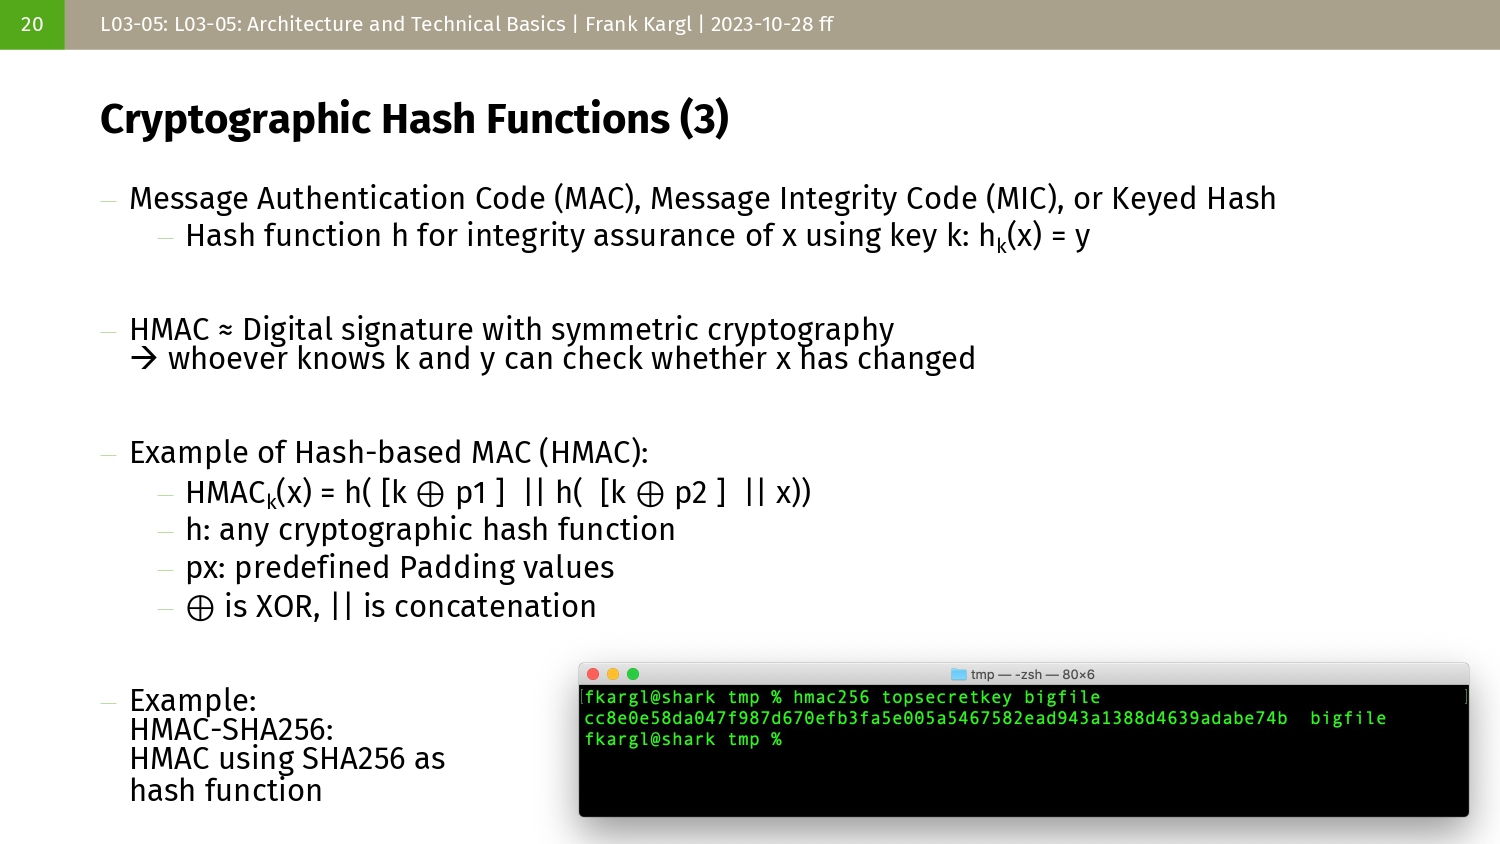 20
L03-05: L03-05: Architecture and Technical Basics | Frank Kargl | 2023-10-28 ff
Cryptographic Hash Functions (3)
– Message Authentication Code (MAC), Message Integrity Code (MIC), or Keyed Hash
– Hash function h for integrity assurance of x using key k: hₖ(x) = y
– HMAC ≈ Digital signature with symmetric cryptography
→ whoever knows k and y can check whether x has changed
– Example of Hash-based MAC (HMAC):
– HMACₖ(x) = h( [k ⊕ p1 ] || h( [k ⊕ p2 ] || x))
– h: any cryptographic hash function
– px: predefined Padding values
– ⊕ is XOR, || is concatenation
– Example:
HMAC-SHA256:
HMAC using SHA256 as
hash function
tmp — -zsh — 80×6
[fkargl@shark tmp % hmac256 topsecretkey bigfile ]
cc8e0e58da047f987d670efb3fa5e005a5467582ead943a1388d4639adabe74b bigfile
fkargl@shark tmp %